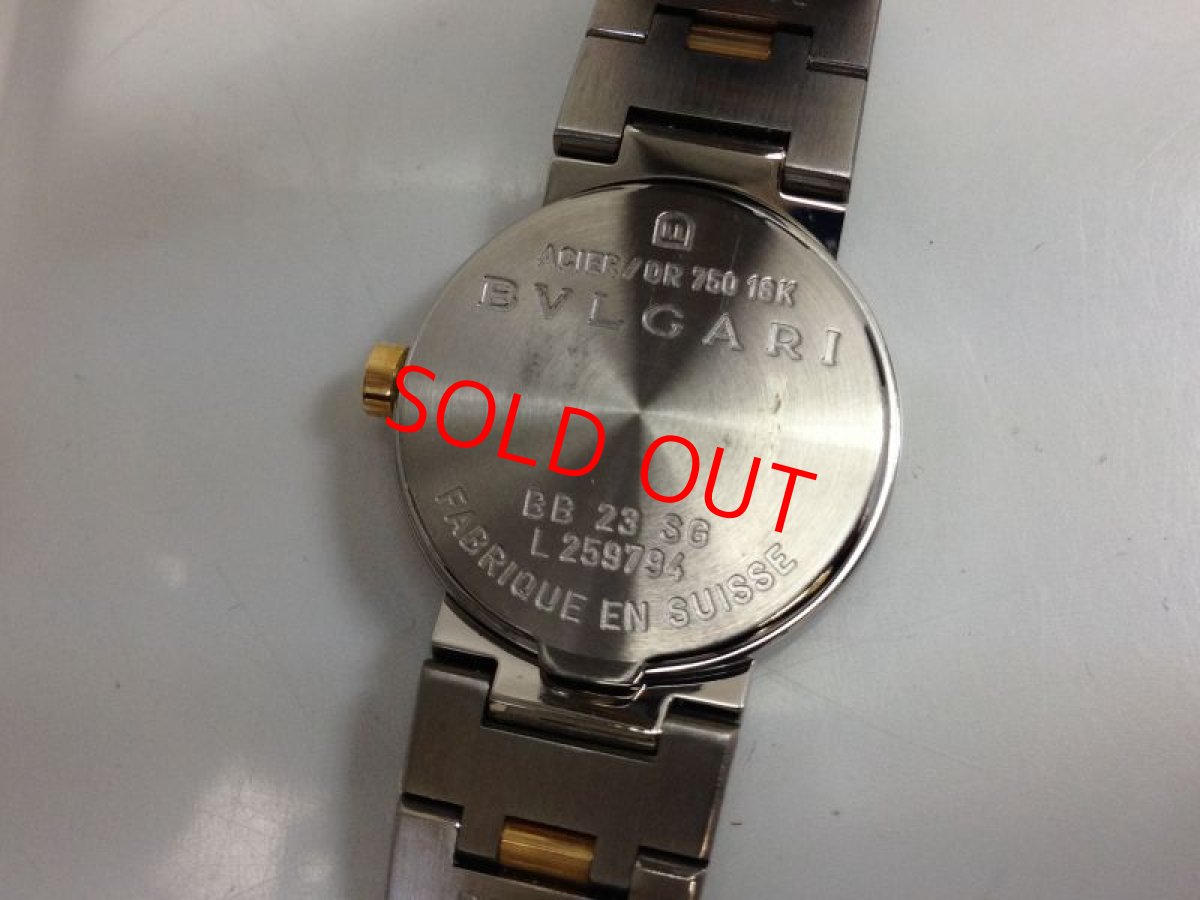 ACIER/OR 750 18K
BVLGARI
SOLD OUT
BB 23 SG
L 259794
FABRIQUE EN SUISSE